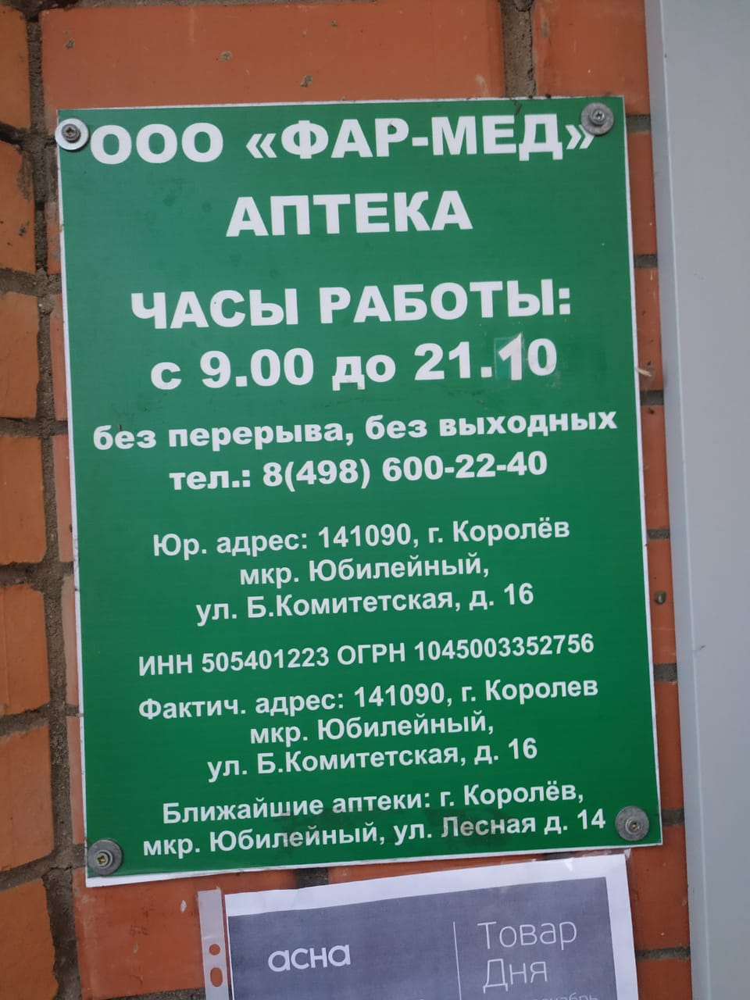 ООО «ФАР-МЕД»
АПТЕКА
ЧАСЫ РАБОТЫ:
с 9.00 до 21.10
без перерыва, без выходных
тел.: 8(498) 600-22-40
Юр. адрес: 141090, г. Королёв
мкр. Юбилейный,
ул. Б.Комитетская, д. 16
ИНН 505401223 ОГРН 1045003352756
Фактич. адрес: 141090, г. Королев
мкр. Юбилейный,
ул. Б.Комитетская, д. 16
Ближайшие аптеки: г. Королёв,
мкр. Юбилейный, ул. Лесная д. 14
асна
Товар
Дня